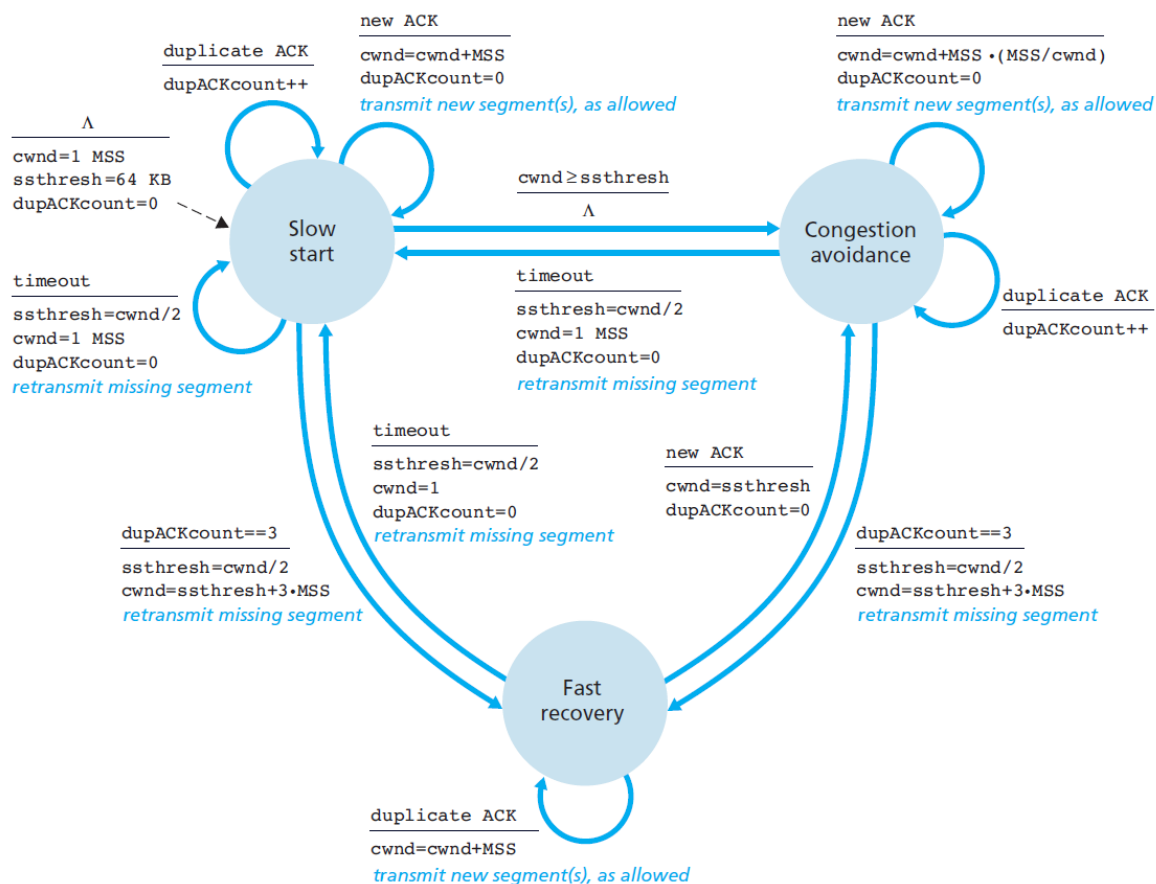 new ACK
cwnd=cwnd+MSS
dupACKcount=0
transmit new segment(s), as allowed
duplicate ACK
dupACKcount++
Λ
cwnd=1 MSS
ssthresh=64 KB
dupACKcount=0
new ACK
cwnd=cwnd+MSS •(MSS/cwnd)
dupACKcount=0
transmit new segment(s), as allowed
Slow
start
cwnd≥ssthresh
Λ
Congestion
avoidance
timeout
ssthresh=cwnd/2
cwnd=1 MSS
dupACKcount=0
retransmit missing segment
timeout
ssthresh=cwnd/2
cwnd=1 MSS
dupACKcount=0
retransmit missing segment
duplicate ACK
dupACKcount++
timeout
ssthresh=cwnd/2
cwnd=1
dupACKcount=0
retransmit missing segment
new ACK
cwnd=ssthresh
dupACKcount=0
dupACKcount==3
ssthresh=cwnd/2
cwnd=ssthresh+3•MSS
retransmit missing segment
dupACKcount==3
ssthresh=cwnd/2
cwnd=ssthresh+3•MSS
retransmit missing segment
Fast
recovery
duplicate ACK
cwnd=cwnd+MSS
transmit new segment(s), as allowed